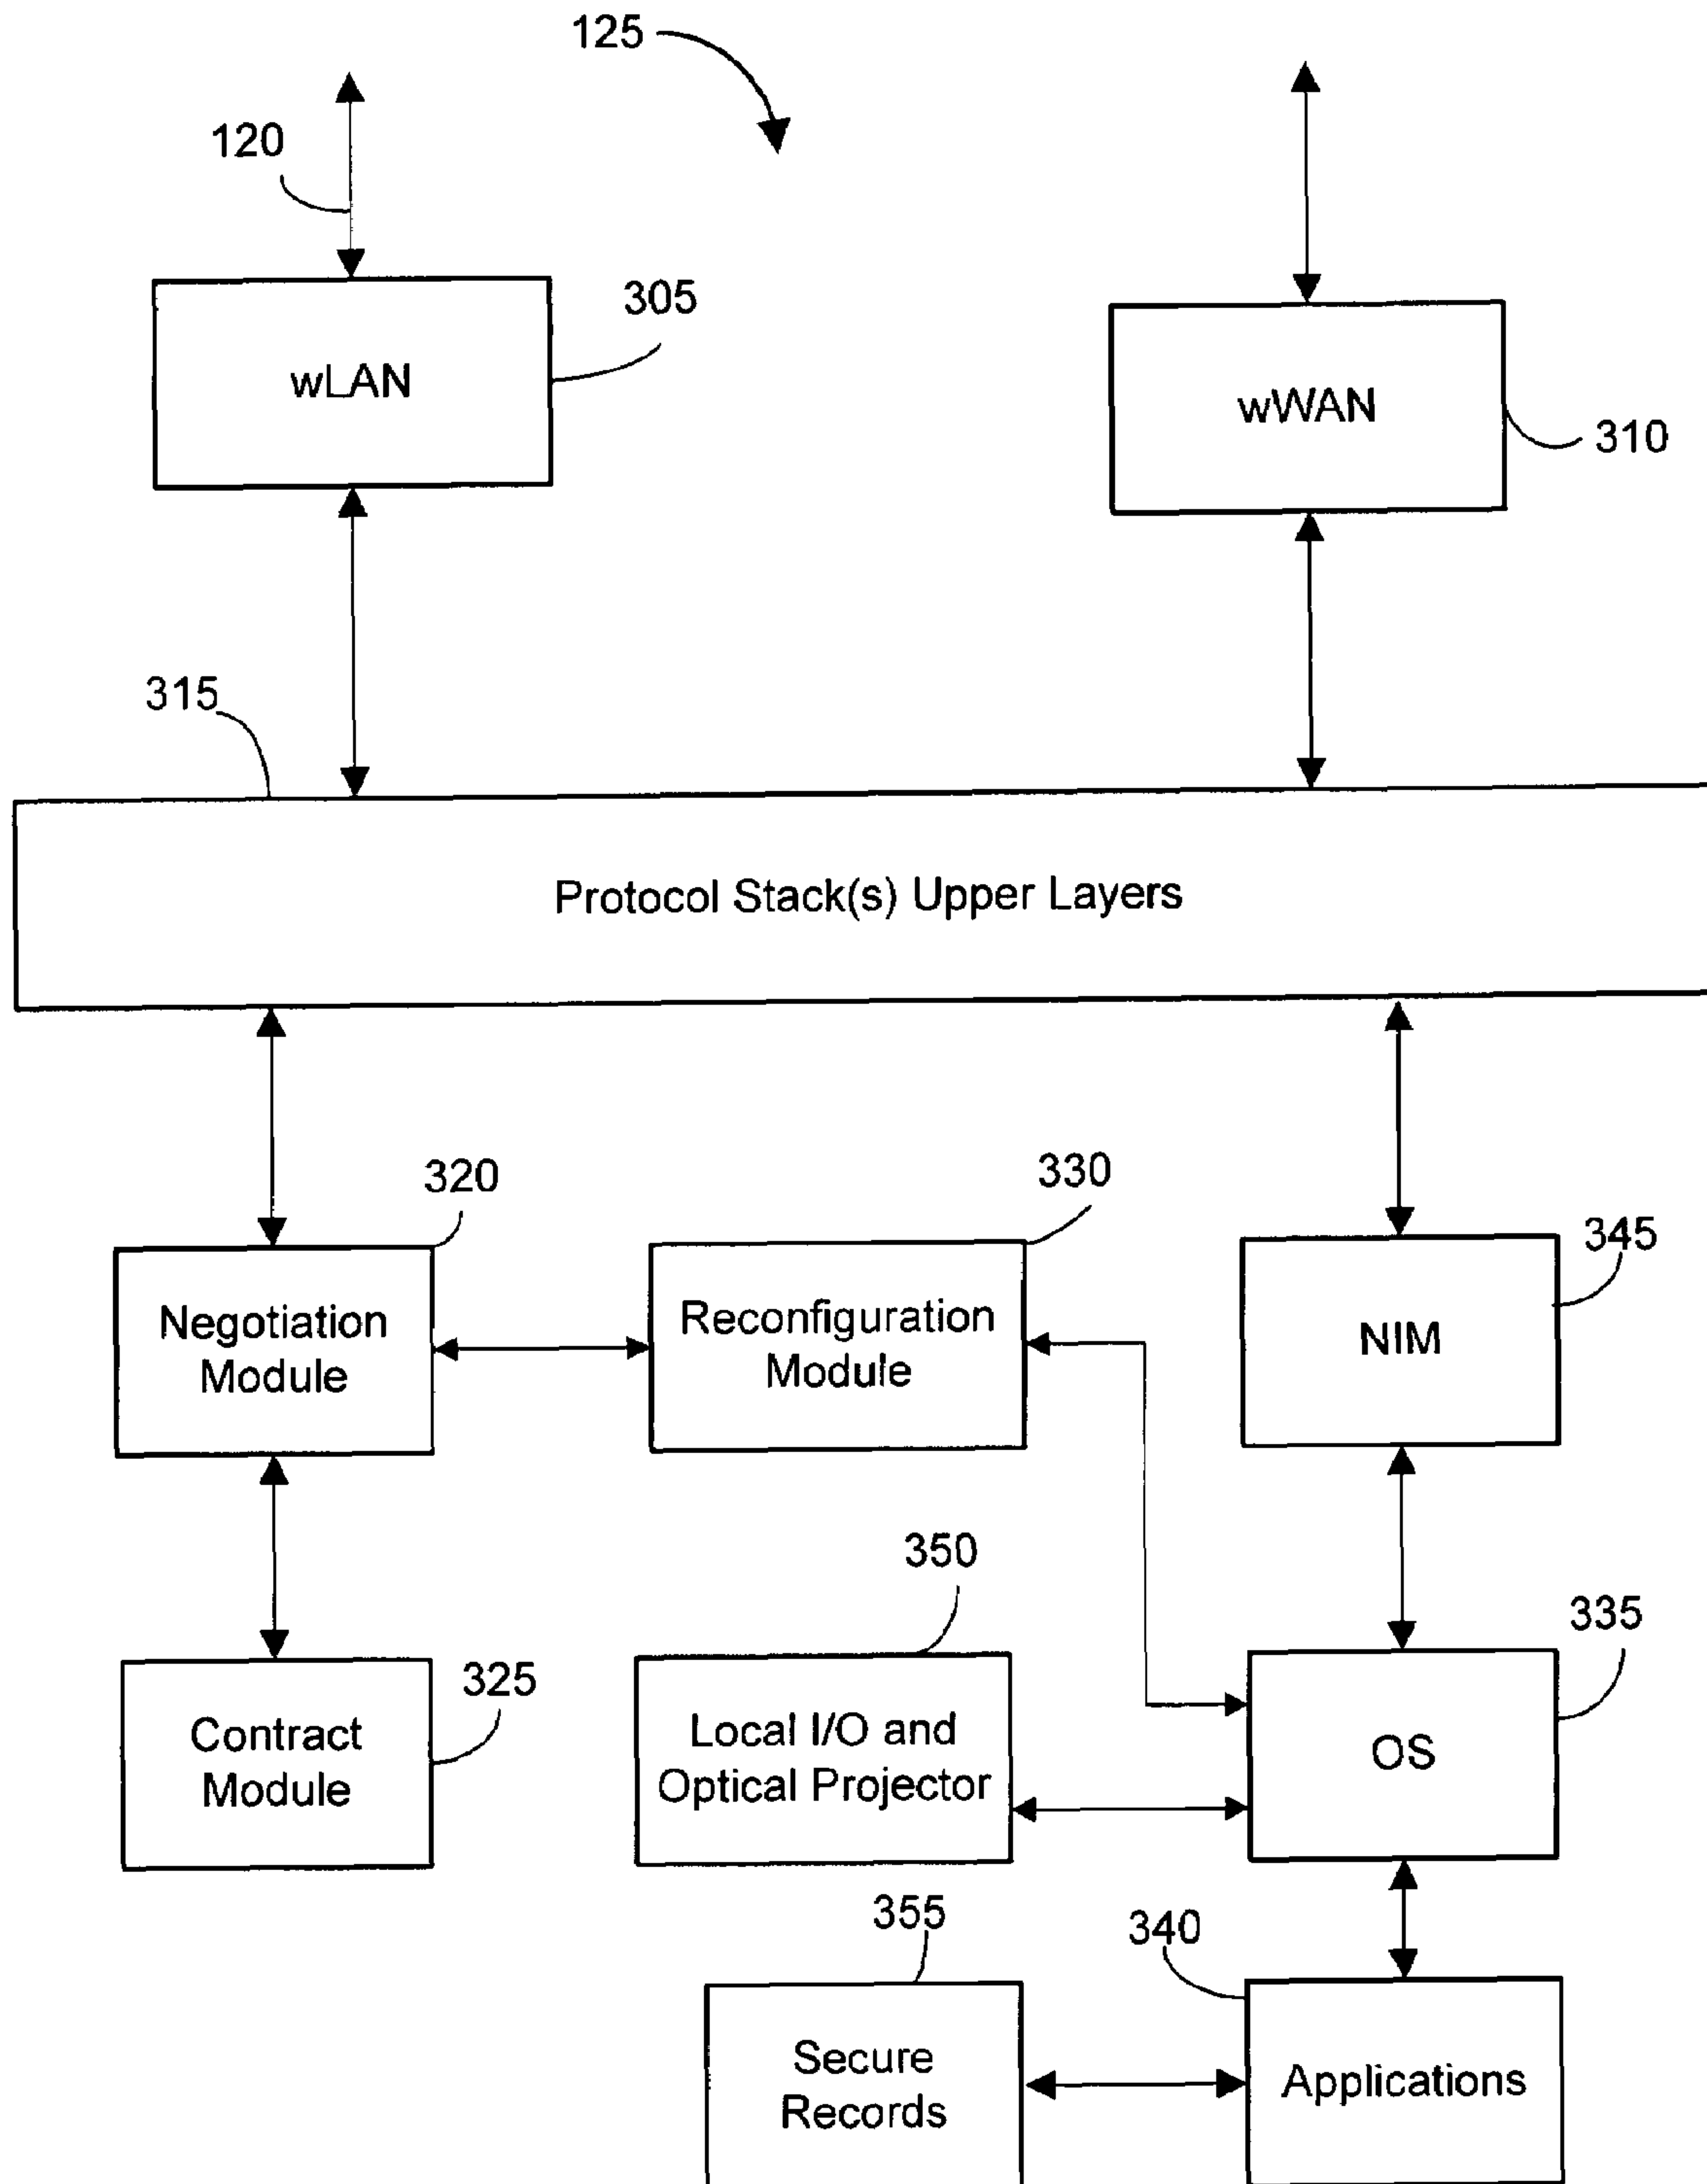 125
120
305
wLAN
wWAN
310
315
Protocol Stack(s) Upper Layers
320
330
345
Negotiation
Module
Reconfiguration
Module
NIM
350
335
325
Contract
Module
Local I/O and
Optical Projector
OS
355
340
Secure
Records
Applications